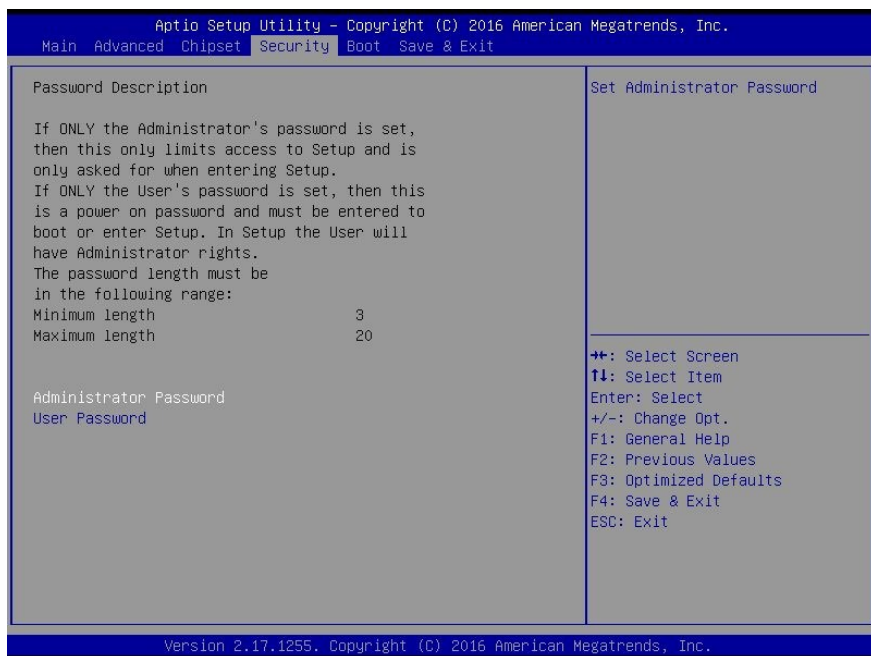 Aptio Setup Utility – Copyright (C) 2016 American Megatrends, Inc.
Main Advanced Chipset Security Boot Save & Exit
Password Description
If ONLY the Administrator's password is set,
then this only limits access to Setup and is
only asked for when entering Setup.
If ONLY the User's password is set, then this
is a power on password and must be entered to
boot or enter Setup. In Setup the User will
have Administrator rights.
The password length must be
in the following range:
Minimum length 3
Maximum length 20
Administrator Password
User Password
Set Administrator Password
→←: Select Screen
↑↓: Select Item
Enter: Select
+/-: Change Opt.
F1: General Help
F2: Previous Values
F3: Optimized Defaults
F4: Save & Exit
ESC: Exit
Version 2.17.1255. Copyright (C) 2016 American Megatrends, Inc.